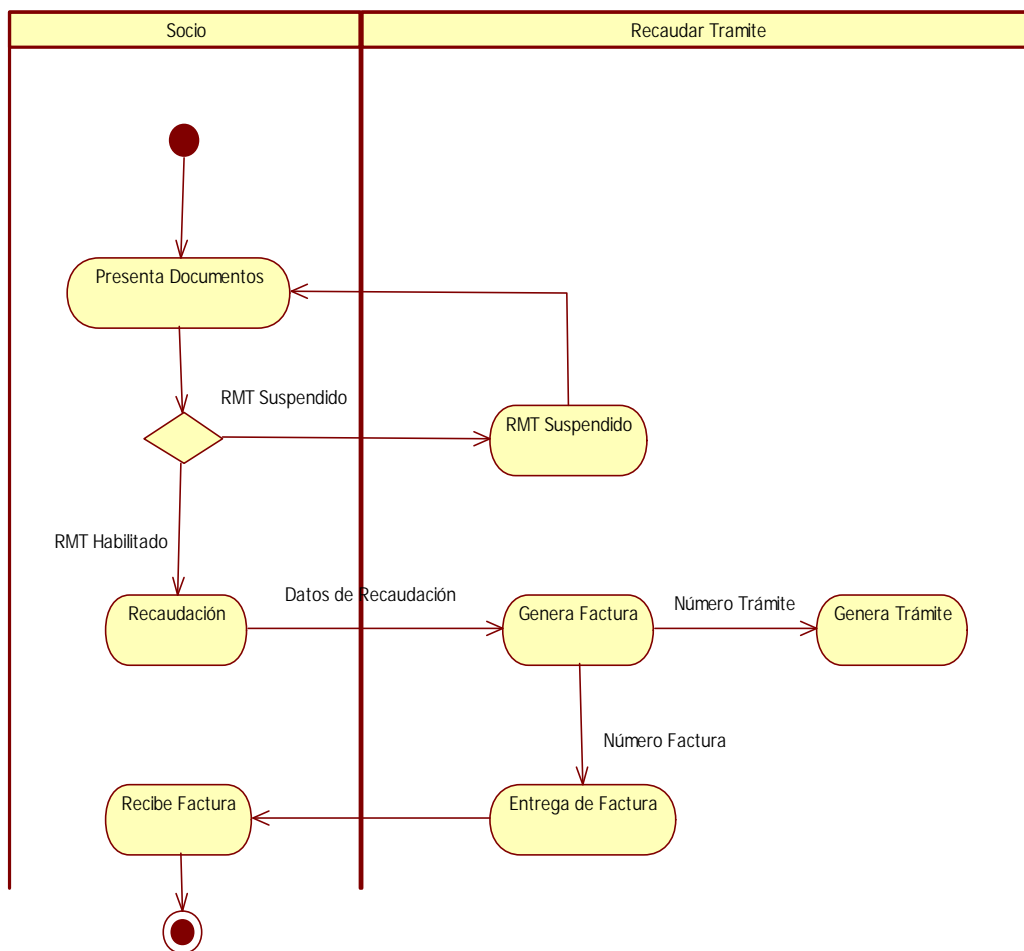 Socio
Recaudar Tramite
Presenta Documentos
RMT Suspendido
RMT Suspendido
RMT Habilitado
Recaudación
Datos de Recaudación
Genera Factura
Número Trámite
Genera Trámite
Número Factura
Recibe Factura
Entrega de Factura